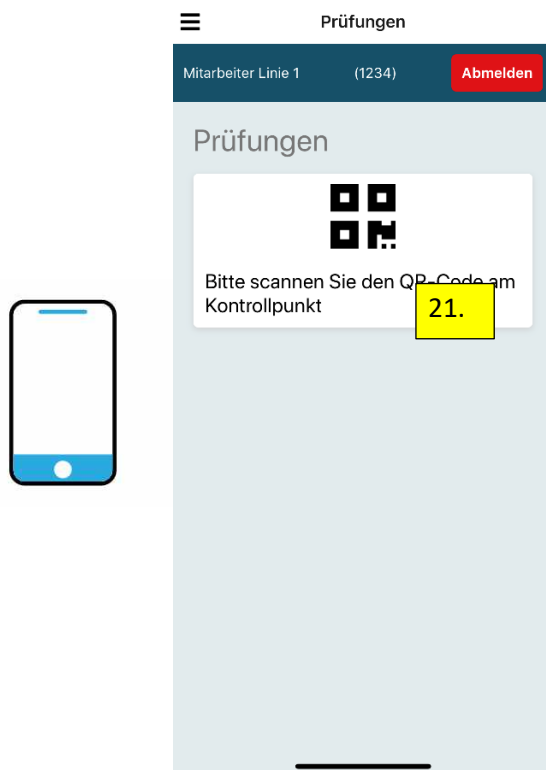 Prüfungen
Mitarbeiter Linie 1 (1234) Abmelden
Prüfungen
Bitte scannen Sie den QR-Code am
Kontrollpunkt
21.